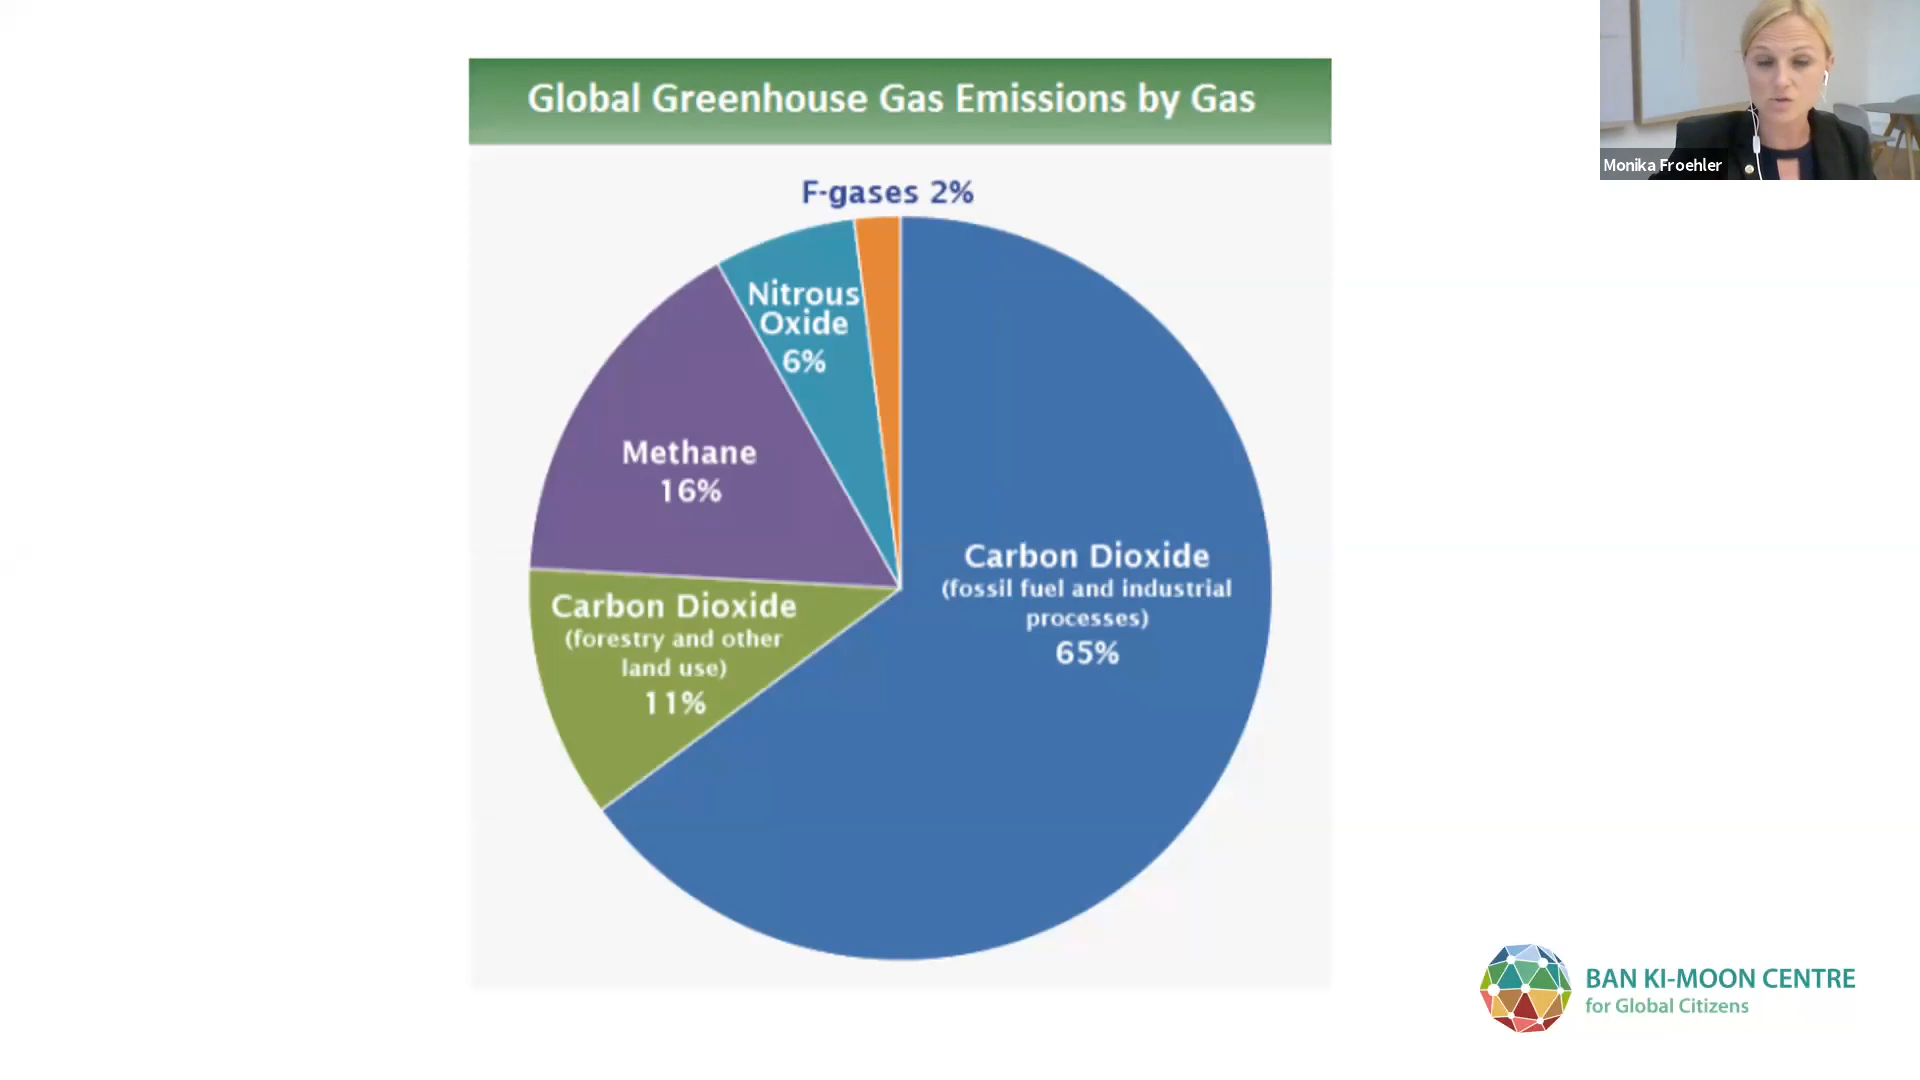 Global Greenhouse Gas Emissions by Gas
Monika Froehler
F-gases 2%
Nitrous
Oxide
6%
Methane
16%
Carbon Dioxide
(fossil fuel and industrial
processes)
65%
Carbon Dioxide
(forestry and other
land use)
11%
BAN KI-MOON CENTRE
for Global Citizens